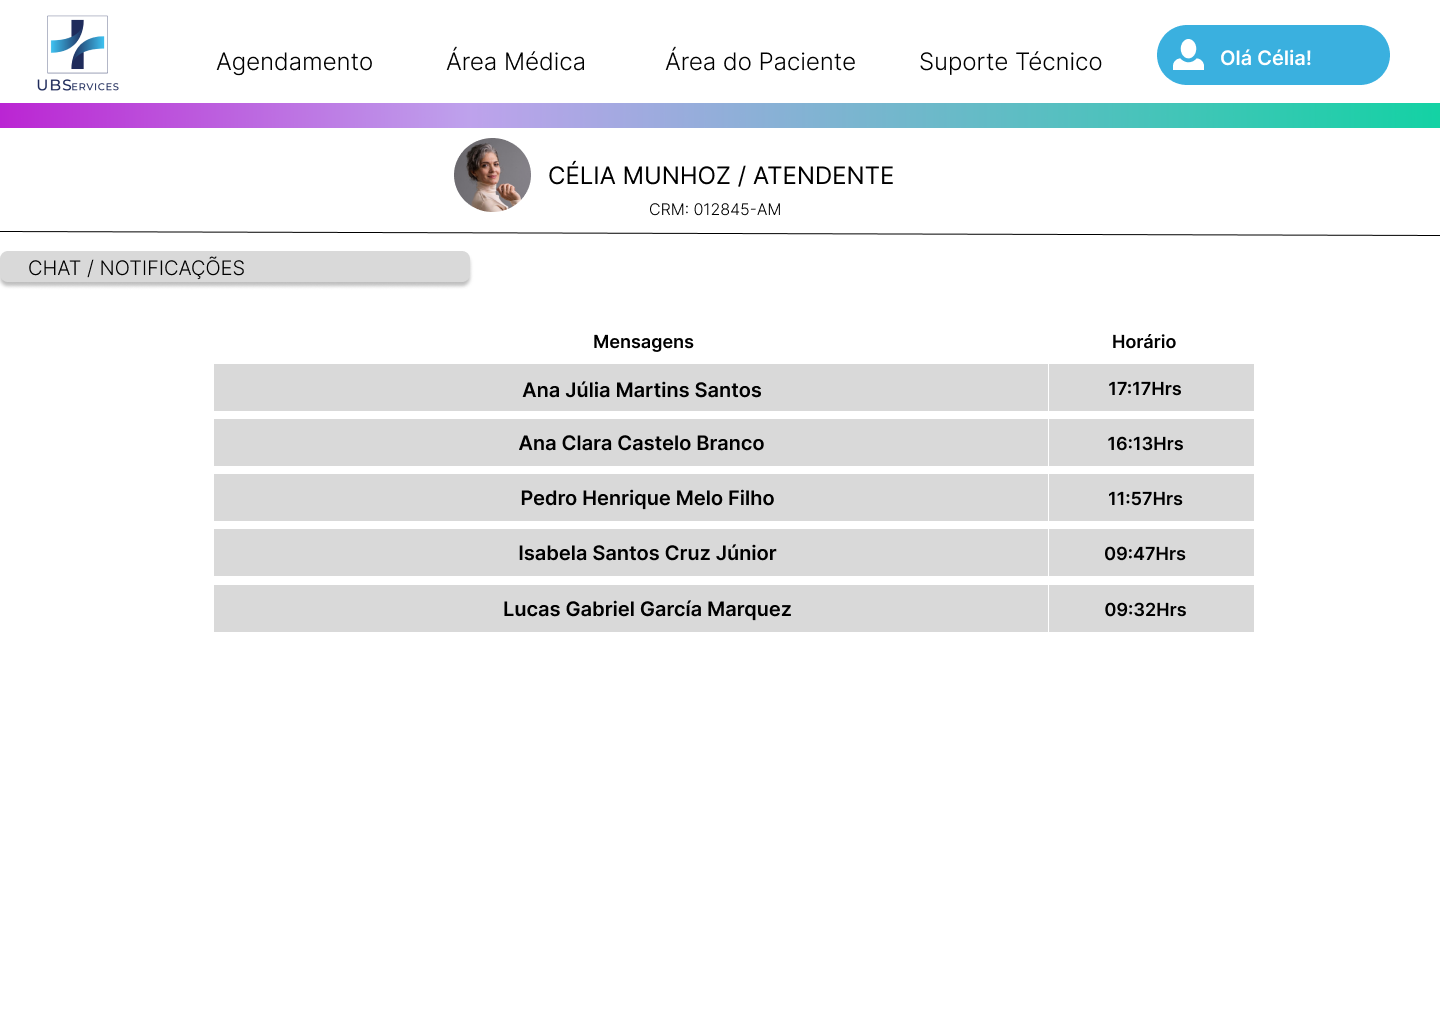 UBServices
Agendamento
Área Médica
Área do Paciente
Suporte Técnico
Olá Célia!
CÉLIA MUNHOZ / ATENDENTE
CRM: 012845-AM
CHAT / NOTIFICAÇÕES
Mensagens Horário
Ana Júlia Martins Santos 17:17Hrs
Ana Clara Castelo Branco 16:13Hrs
Pedro Henrique Melo Filho 11:57Hrs
Isabela Santos Cruz Júnior 09:47Hrs
Lucas Gabriel García Marquez 09:32Hrs